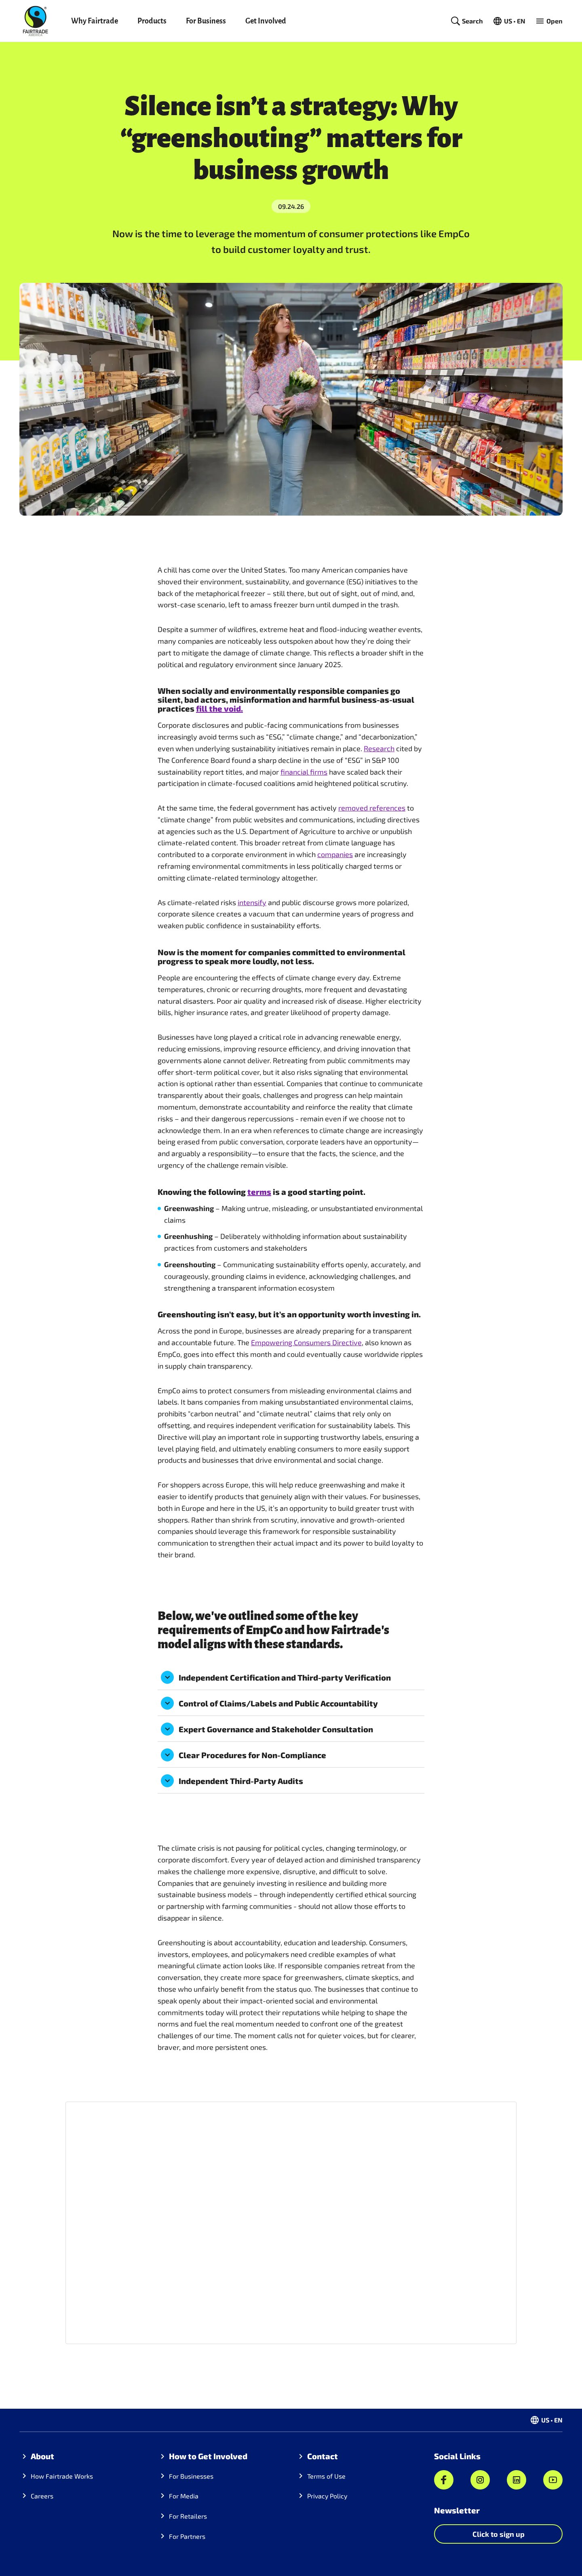 FAIRTRADE
AMERICA
Why Fairtrade
Products
For Business
Get Involved
Search
US • EN
Open
Silence isn’t a strategy: Why
“greenshouting” matters for
business growth
09.24.26
Now is the time to leverage the momentum of consumer protections like EmpCo
to build customer loyalty and trust.
A chill has come over the United States. Too many American companies have
shoved their environment, sustainability, and governance (ESG) initiatives to the
back of the metaphorical freezer – still there, but out of sight, out of mind, and,
worst-case scenario, left to amass freezer burn until dumped in the trash.
Despite a summer of wildfires, extreme heat and flood-inducing weather events,
many companies are noticeably less outspoken about how they’re doing their
part to mitigate the damage of climate change. This reflects a broader shift in the
political and regulatory environment since January 2025.
When socially and environmentally responsible companies go
silent, bad actors, misinformation and harmful business-as-usual
practices fill the void.
Corporate disclosures and public-facing communications from businesses
increasingly avoid terms such as “ESG,” “climate change,” and “decarbonization,”
even when underlying sustainability initiatives remain in place. Research cited by
The Conference Board found a sharp decline in the use of “ESG” in S&P 100
sustainability report titles, and major financial firms have scaled back their
participation in climate-focused coalitions amid heightened political scrutiny.
At the same time, the federal government has actively removed references to
“climate change” from public websites and communications, including directives
at agencies such as the U.S. Department of Agriculture to archive or unpublish
climate-related content. This broader retreat from climate language has
contributed to a corporate environment in which companies are increasingly
reframing environmental commitments in less politically charged terms or
omitting climate-related terminology altogether.
As climate-related risks intensify and public discourse grows more polarized,
corporate silence creates a vacuum that can undermine years of progress and
weaken public confidence in sustainability efforts.
Now is the moment for companies committed to environmental
progress to speak more loudly, not less.
People are encountering the effects of climate change every day. Extreme
temperatures, chronic or recurring droughts, more frequent and devastating
natural disasters. Poor air quality and increased risk of disease. Higher electricity
bills, higher insurance rates, and greater likelihood of property damage.
Businesses have long played a critical role in advancing renewable energy,
reducing emissions, improving resource efficiency, and driving innovation that
governments alone cannot deliver. Retreating from public commitments may
offer short-term political cover, but it also risks signaling that environmental
action is optional rather than essential. Companies that continue to communicate
transparently about their goals, challenges and progress can help maintain
momentum, demonstrate accountability and reinforce the reality that climate
risks – and their dangerous repercussions - remain even if we choose not to
acknowledge them. In an era when references to climate change are increasingly
being erased from public conversation, corporate leaders have an opportunity—
and arguably a responsibility—to ensure that the facts, the science, and the
urgency of the challenge remain visible.
Knowing the following terms is a good starting point.
Greenwashing – Making untrue, misleading, or unsubstantiated environmental
claims
Greenhushing – Deliberately withholding information about sustainability
practices from customers and stakeholders
Greenshouting – Communicating sustainability efforts openly, accurately, and
courageously, grounding claims in evidence, acknowledging challenges, and
strengthening a transparent information ecosystem
Greenshouting isn’t easy, but it’s an opportunity worth investing in.
Across the pond in Europe, businesses are already preparing for a transparent
and accountable future. The Empowering Consumers Directive, also known as
EmpCo, goes into effect this month and could eventually cause worldwide ripples
in supply chain transparency.
EmpCo aims to protect consumers from misleading environmental claims and
labels. It bans companies from making unsubstantiated environmental claims,
prohibits “carbon neutral” and “climate neutral” claims that rely only on
offsetting, and requires independent verification for sustainability labels. This
Directive will play an important role in supporting trustworthy labels, ensuring a
level playing field, and ultimately enabling consumers to more easily support
products and businesses that drive environmental and social change.
For shoppers across Europe, this will help reduce greenwashing and make it
easier to identify products that genuinely align with their values. For businesses,
both in Europe and here in the US, it’s an opportunity to build greater trust with
shoppers. Rather than shrink from scrutiny, innovative and growth-oriented
companies should leverage this framework for responsible sustainability
communication to strengthen their actual impact and its power to build loyalty to
their brand.
Below, we’ve outlined some of the key
requirements of EmpCo and how Fairtrade’s
model aligns with these standards.
Independent Certification and Third-party Verification
Control of Claims/Labels and Public Accountability
Expert Governance and Stakeholder Consultation
Clear Procedures for Non-Compliance
Independent Third-Party Audits
The climate crisis is not pausing for political cycles, changing terminology, or
corporate discomfort. Every year of delayed action and diminished transparency
makes the challenge more expensive, disruptive, and difficult to solve.
Companies that are genuinely investing in resilience and building more
sustainable business models – through independently certified ethical sourcing
or partnership with farming communities - should not allow those efforts to
disappear in silence.
Greenshouting is about accountability, education and leadership. Consumers,
investors, employees, and policymakers need credible examples of what
meaningful climate action looks like. If responsible companies retreat from the
conversation, they create more space for greenwashers, climate skeptics, and
those who unfairly benefit from the status quo. The businesses that continue to
speak openly about their impact-oriented social and environmental
commitments today will protect their reputations while helping to shape the
norms and fuel the real momentum needed to confront one of the greatest
challenges of our time. The moment calls not for quieter voices, but for clearer,
braver, and more persistent ones.
US • EN
About
How Fairtrade Works
Careers
How to Get Involved
For Businesses
For Media
For Retailers
For Partners
Contact
Terms of Use
Privacy Policy
Social Links
Newsletter
Click to sign up